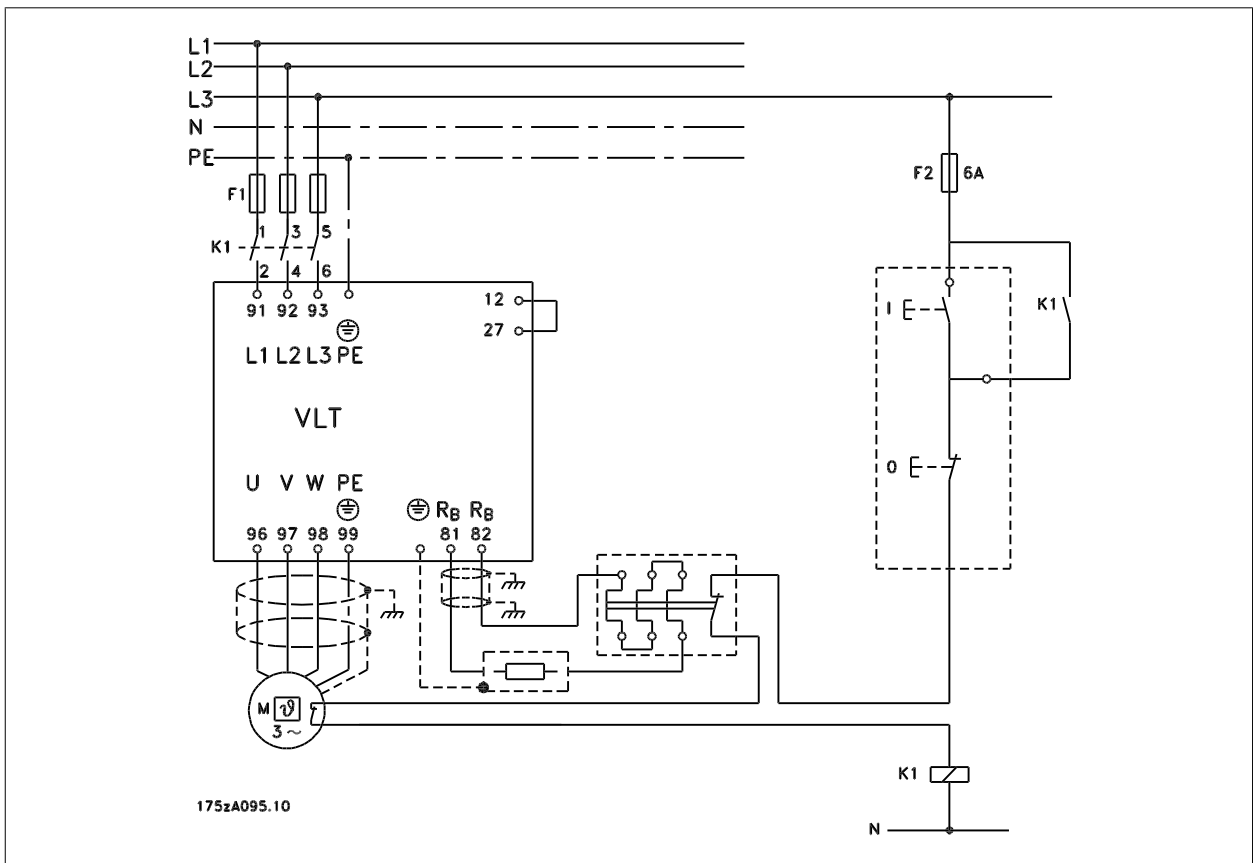 L1
L2
L3
N
PE
F1
F2 6A
1 3 5
K1
2 4 6
91 92 93
12
27
I
K1
L1 L2 L3 PE
VLT
0
U V W PE
RB RB
96 97 98 99
81 82
M ϑ
3 ~
K1
175zA095.10
N